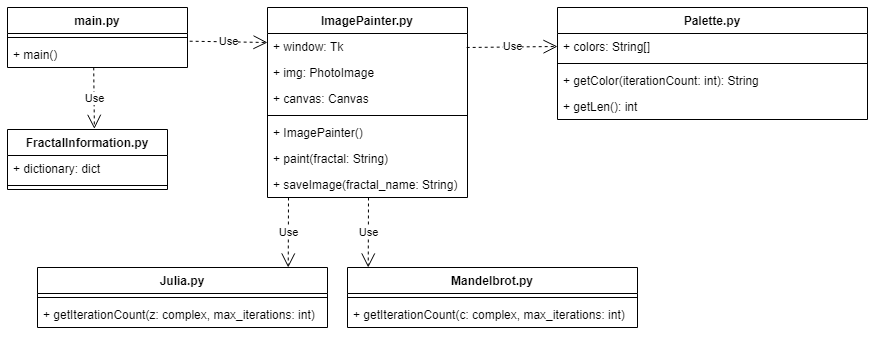 main.py
+ main()
Use
Use
FractalInformation.py
+ dictionary: dict
ImagePainter.py
+ window: Tk
+ img: PhotoImage
+ canvas: Canvas
+ ImagePainter()
+ paint(fractal: String)
+ saveImage(fractal_name: String)
Use
Palette.py
+ colors: String[]
+ getColor(iterationCount: int): String
+ getLen(): int
Use
Use
Julia.py
+ getIterationCount(z: complex, max_iterations: int)
Mandelbrot.py
+ getIterationCount(c: complex, max_iterations: int)